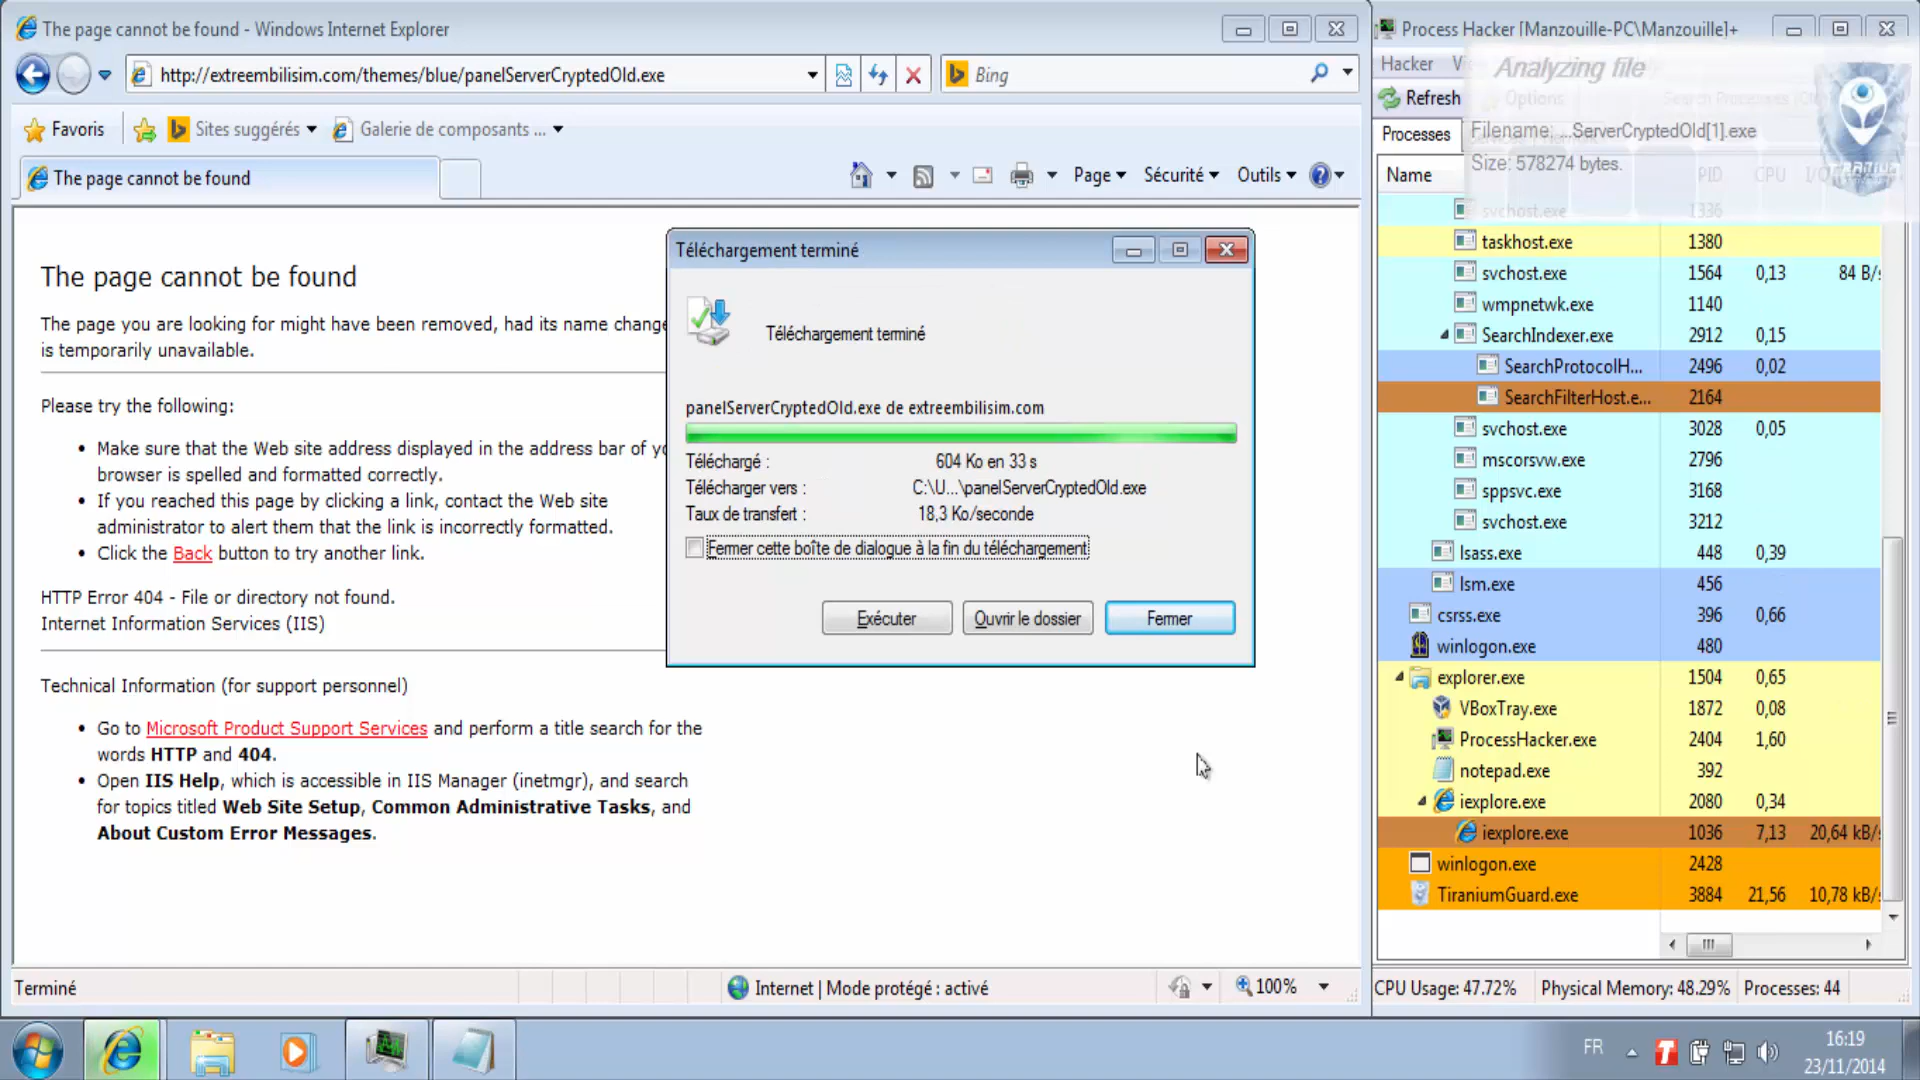 The page cannot be found - Windows Internet Explorer
http://extreembilisim.com/themes/blue/panelServerCryptedOld.exe
Bing
Favoris
Sites suggérés
Galerie de composants ...
The page cannot be found
Page
Sécurité
Outils
The page cannot be found
The page you are looking for might have been removed, had its name change
is temporarily unavailable.
Please try the following:
Make sure that the Web site address displayed in the address bar of yo
browser is spelled and formatted correctly.
If you reached this page by clicking a link, contact the Web site
administrator to alert them that the link is incorrectly formatted.
Click the Back button to try another link.
HTTP Error 404 - File or directory not found.
Internet Information Services (IIS)
Technical Information (for support personnel)
Go to Microsoft Product Support Services and perform a title search for the
words HTTP and 404.
Open IIS Help, which is accessible in IIS Manager (inetmgr), and search
for topics titled Web Site Setup, Common Administrative Tasks, and
About Custom Error Messages.
Terminé
Internet | Mode protégé : activé
100%
Téléchargement terminé
Téléchargement terminé
panelServerCryptedOld.exe de extreembilisim.com
Téléchargé : 604 Ko en 33 s
Télécharger vers : C:\U...\panelServerCryptedOld.exe
Taux de transfert : 18,3 Ko/seconde
Fermer cette boîte de dialogue à la fin du téléchargement
Exécuter
Ouvrir le dossier
Fermer
Process Hacker [Manzouille-PC\Manzouille]+
Hacker
Analyzing file
Refresh
Options
Filename: ...ServerCryptedOld[1].exe
Size: 578274 bytes.
Processes
Name PID CPU
svchost.exe 1336
taskhost.exe 1380
svchost.exe 1564 0,13 84 B/
wmpnetwk.exe 1140
SearchIndexer.exe 2912 0,15
SearchProtocolH... 2496 0,02
SearchFilterHost.e... 2164
svchost.exe 3028 0,05
mscorsvw.exe 2796
sppsvc.exe 3168
svchost.exe 3212
lsass.exe 448 0,39
lsm.exe 456
csrss.exe 396 0,66
winlogon.exe 480
explorer.exe 1504 0,65
VBoxTray.exe 1872 0,08
ProcessHacker.exe 2404 1,60
notepad.exe 392
iexplore.exe 2080 0,34
iexplore.exe 1036 7,13 20,64 kB/
winlogon.exe 2428
TiraniumGuard.exe 3884 21,56 10,78 kB/
CPU Usage: 47.72% Physical Memory: 48.29% Processes: 44
FR
16:19
23/11/2014